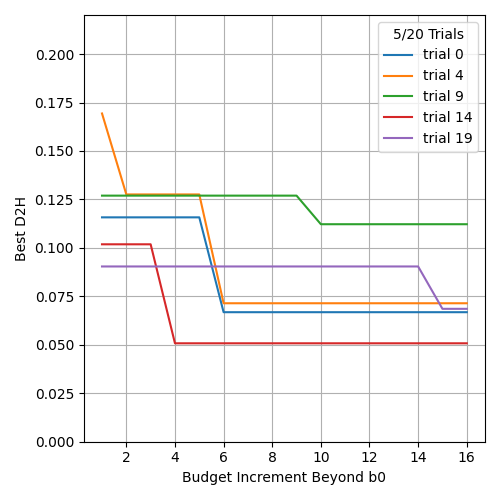 5/20 Trials
trial 0
trial 4
trial 9
trial 14
trial 19
0.200
0.175
0.150
0.125
0.100
0.075
0.050
0.025
0.000
Best D2H
2 4 6 8 10 12 14 16
Budget Increment Beyond b0